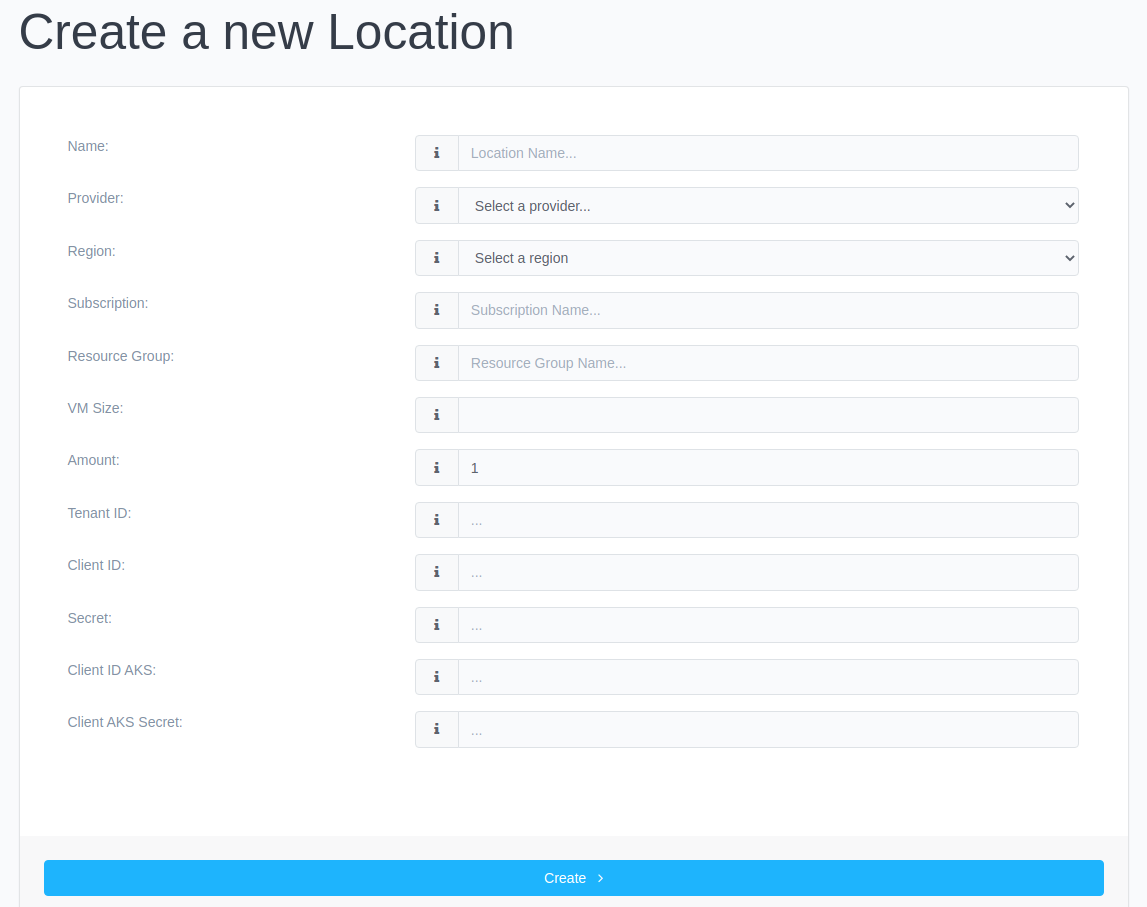 Create a new Location
Name:
Location Name...
Provider:
Select a provider...
Region:
Select a region
Subscription:
Subscription Name...
Resource Group:
Resource Group Name...
VM Size:
Amount:
1
Tenant ID:
...
Client ID:
...
Secret:
...
Client ID AKS:
...
Client AKS Secret:
...
Create